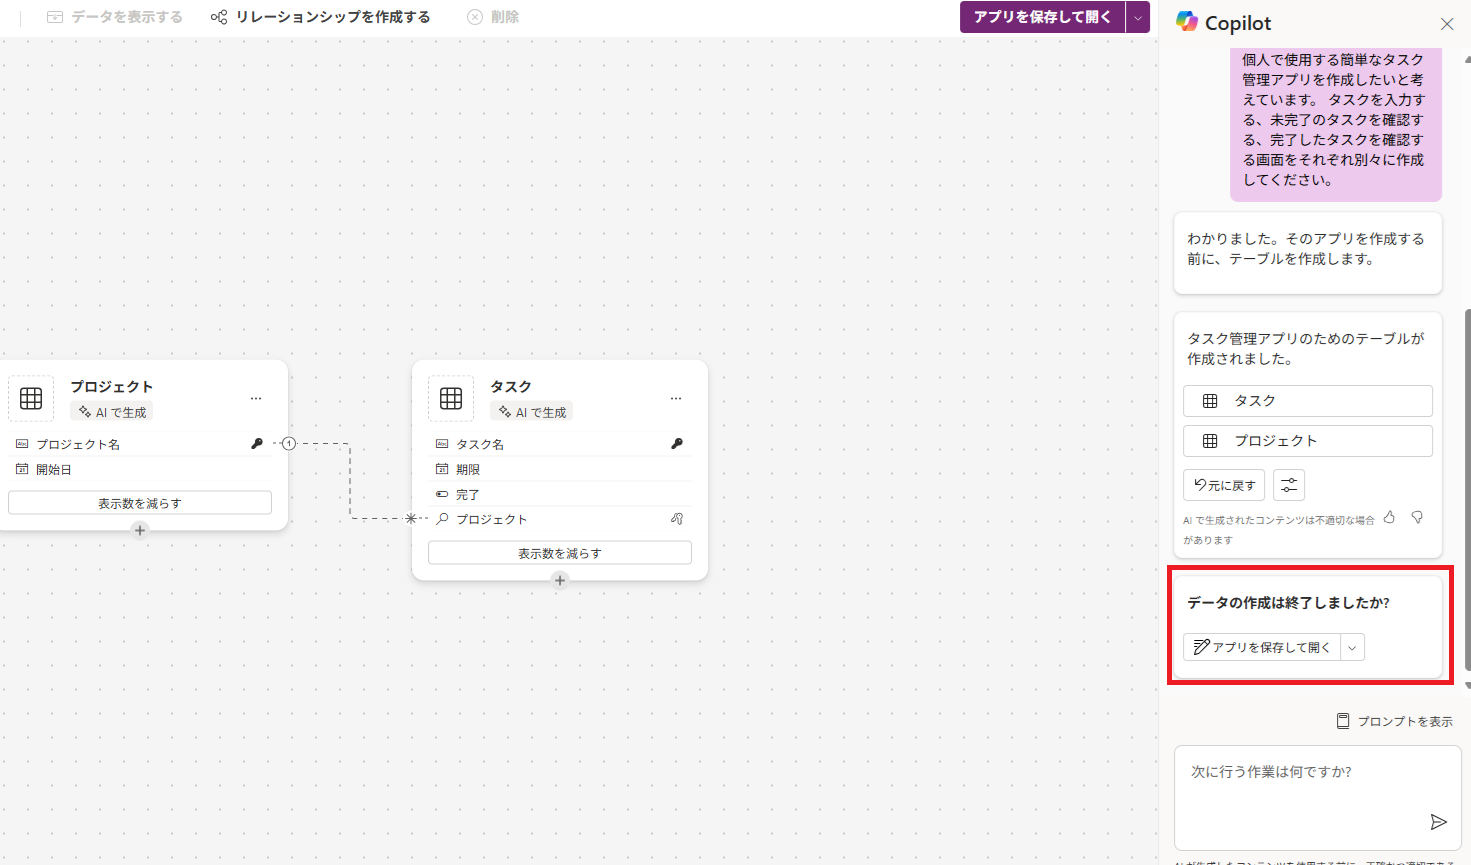 データを表示する
リレーションシップを作成する
削除
アプリを保存して開く
プロジェクト
AI で生成
プロジェクト名
開始日
表示数を減らす
1
タスク
AI で生成
タスク名
期限
完了
プロジェクト
表示数を減らす
Copilot
個人で使用する簡単なタスク
管理アプリを作成したいと考
えています。 タスクを入力す
る、未完了のタスクを確認す
る、完了したタスクを確認す
る画面をそれぞれ別々に作成
してください。
わかりました。そのアプリを作成する
前に、テーブルを作成します。
タスク管理アプリのためのテーブルが
作成されました。
タスク
プロジェクト
元に戻す
AI で生成されたコンテンツは不適切な場合
があります
データの作成は終了しましたか?
アプリを保存して開く
プロンプトを表示
次に行う作業は何ですか?